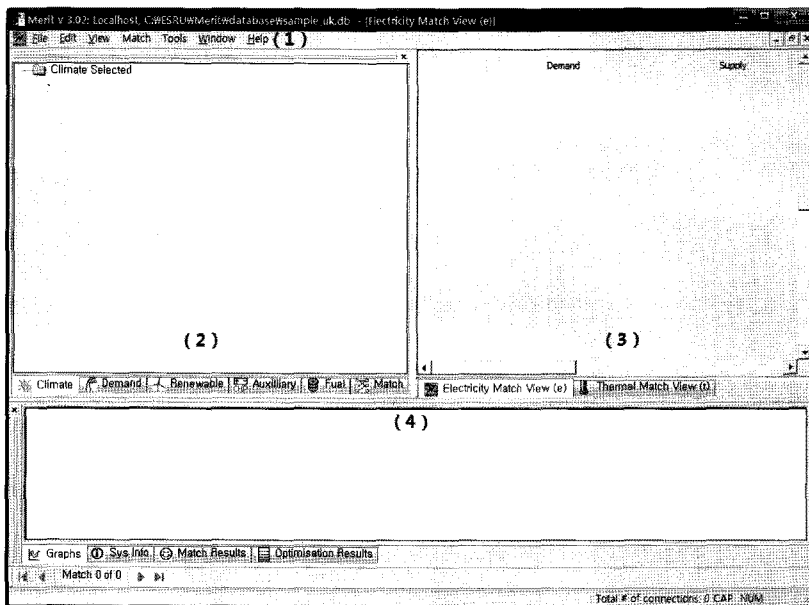 Merit v 3.02: Localhost, C:₩ESRU₩Merit₩database₩sample_uk.db - [Electricity Match View (e)]
File Edit View Match Tools Window Help (1)
Climate Selected
Demand Supply
(2)
(3)
Climate Demand Renewable Auxilliary Fual Match
Electricity Match View (e) Thermal Match View (t)
(4)
Graphs Sys Info Match Results Optimisation Results
Match 0 of 0
Total # of connections: 0 CAP NUM